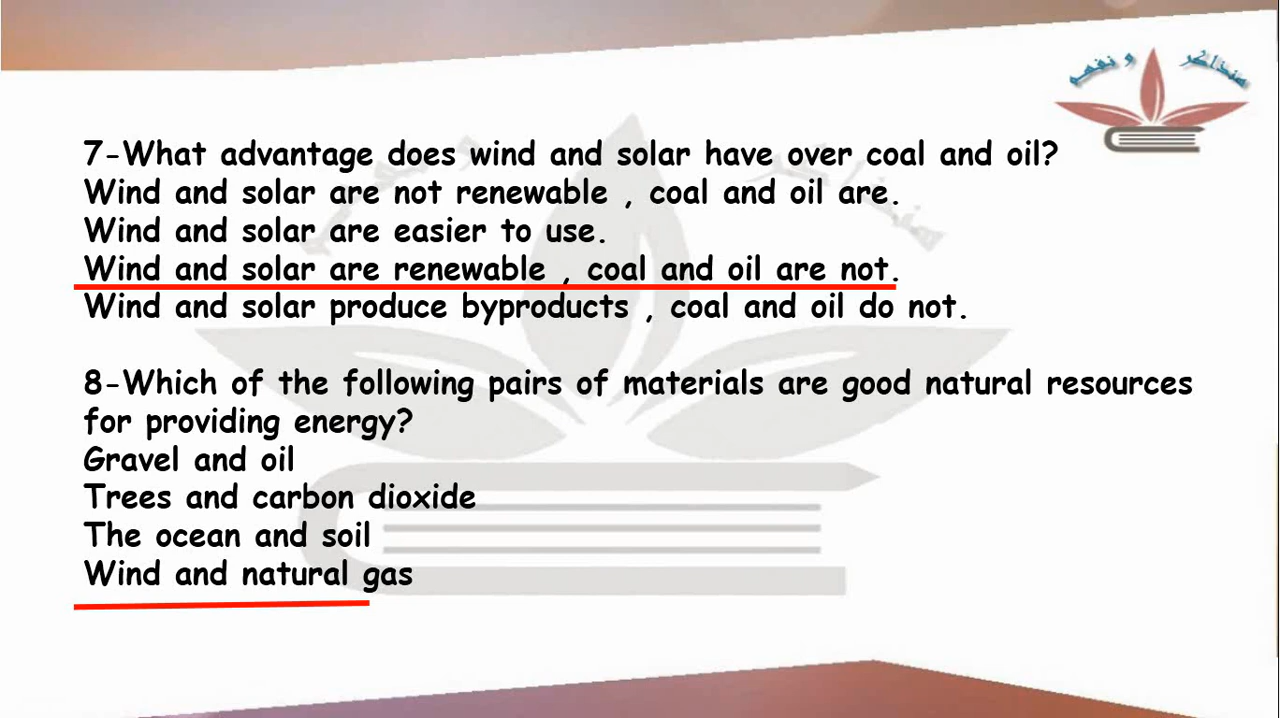 منذاكر و نفهم
7-What advantage does wind and solar have over coal and oil?
Wind and solar are not renewable , coal and oil are.
Wind and solar are easier to use.
Wind and solar are renewable , coal and oil are not.
Wind and solar produce byproducts , coal and oil do not.
8-Which of the following pairs of materials are good natural resources
for providing energy?
Gravel and oil
Trees and carbon dioxide
The ocean and soil
Wind and natural gas